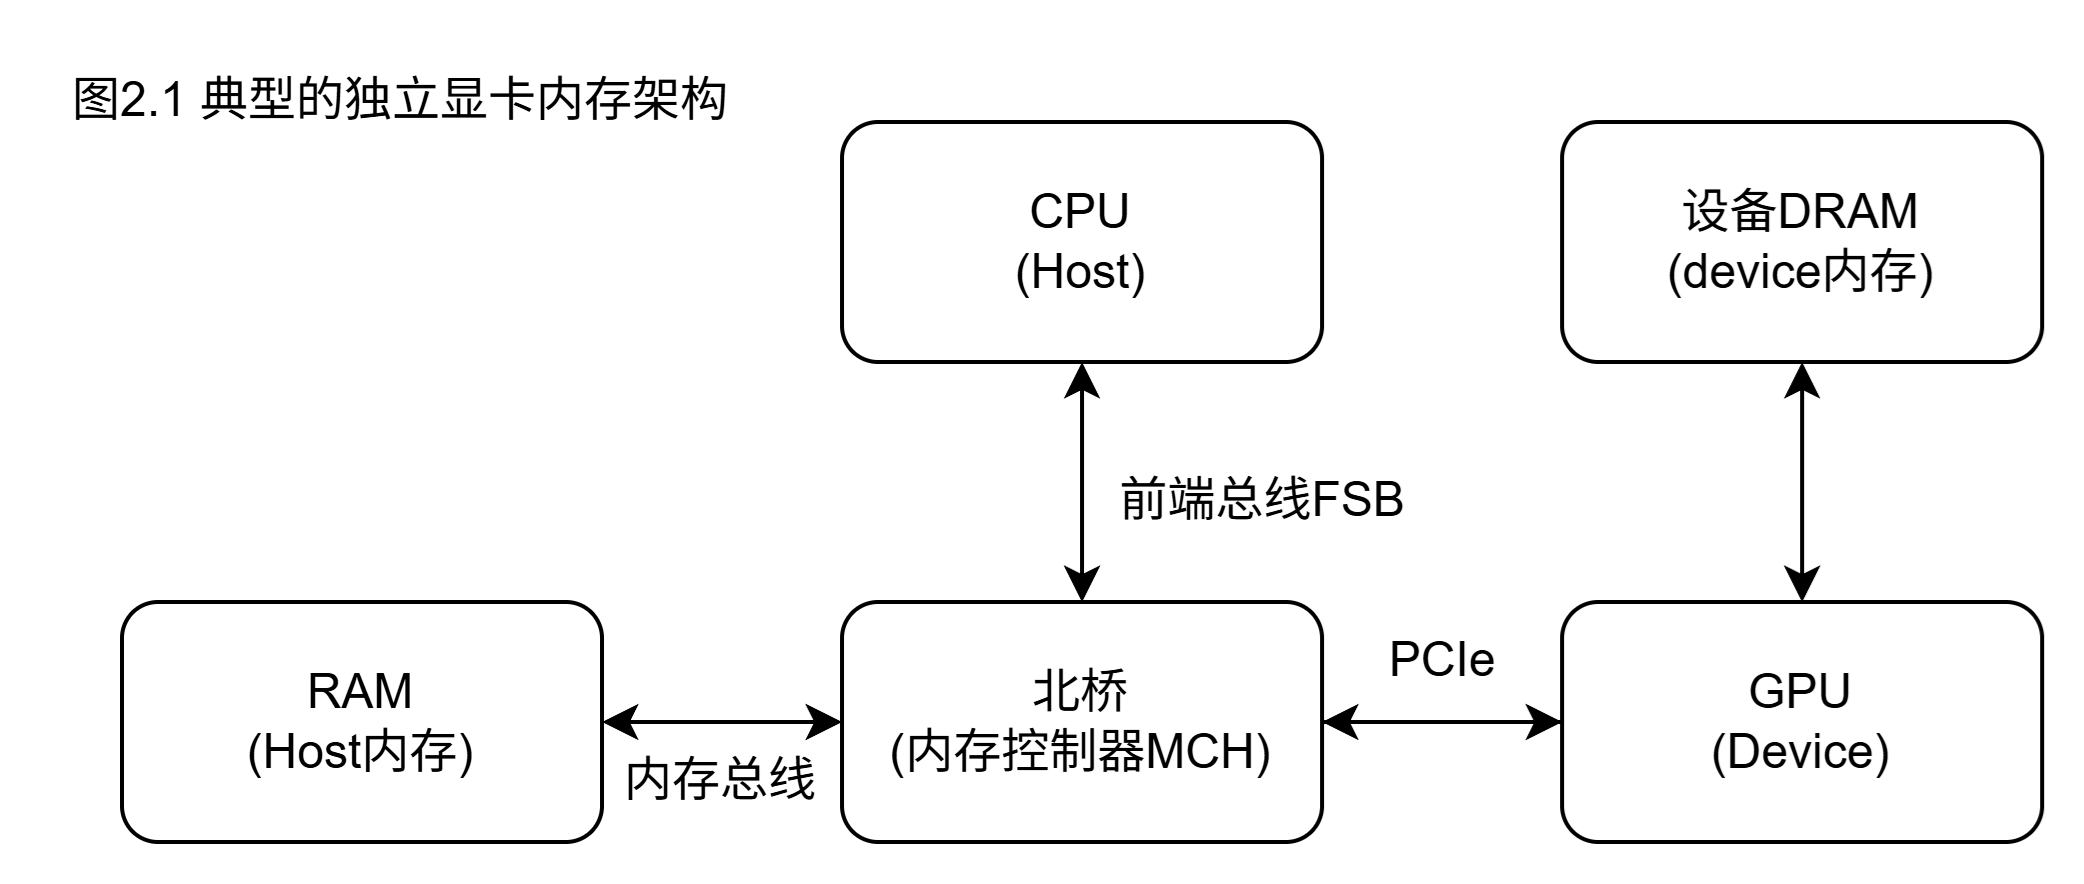 图2.1 典型的独立显卡内存架构
CPU
(Host)
设备DRAM
(device内存)
前端总线FSB
RAM
(Host内存)
内存总线
北桥
(内存控制器MCH)
PCIe
GPU
(Device)